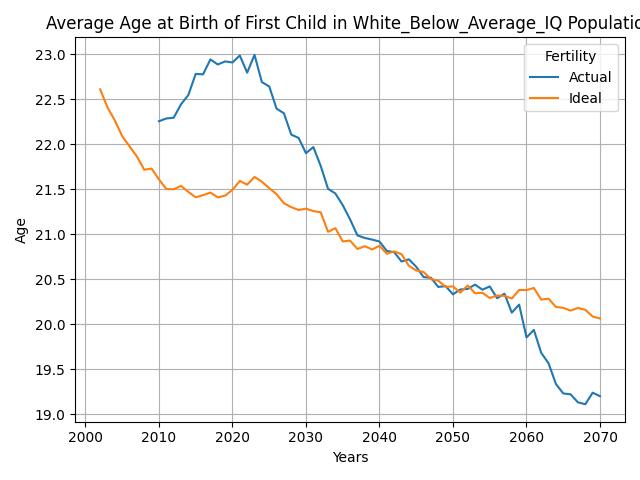 Average Age at Birth of First Child in White_Below_Average_IQ Populatio
23.0
22.5
22.0
21.5
21.0
20.5
20.0
19.5
19.0
Age
Fertility
Actual
Ideal
2000 2010 2020 2030 2040 2050 2060 2070
Years